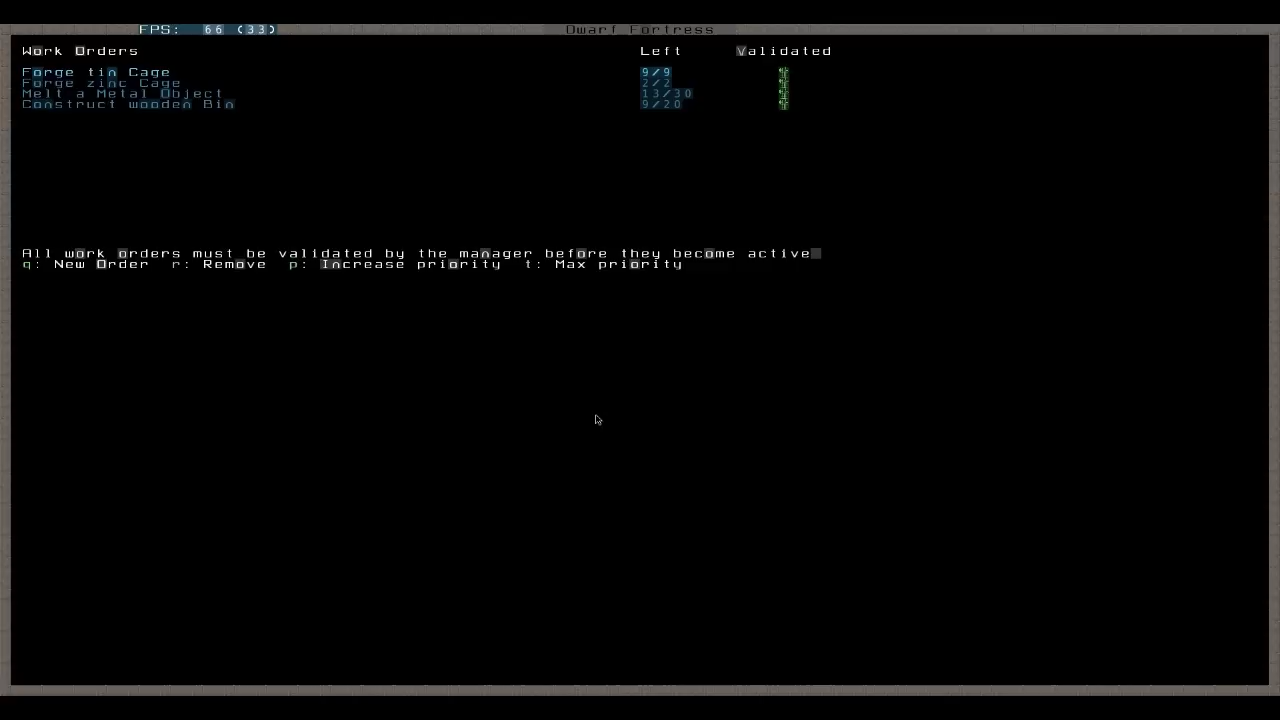 FPS: 66 (33) Dwarf Fortress
Work Orders Left Validated
Forge tin Cage 9/9
Forge zinc Cage 2/2
Melt a Metal Object 13/30
Construct wooden Bin 9/20
All work orders must be validated by the manager before they become active
q: New Order r: Remove p: Increase priority t: Max priority